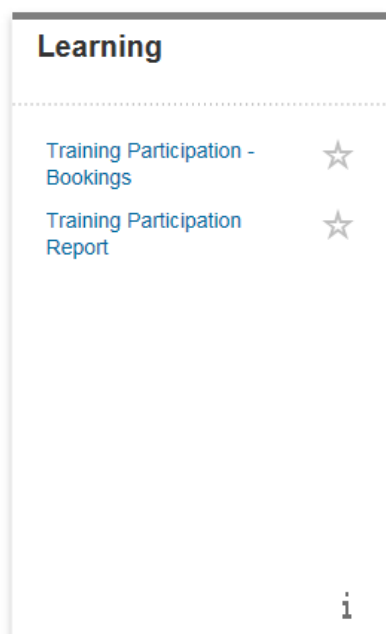 Learning
Training Participation -
Bookings
Training Participation
Report
i